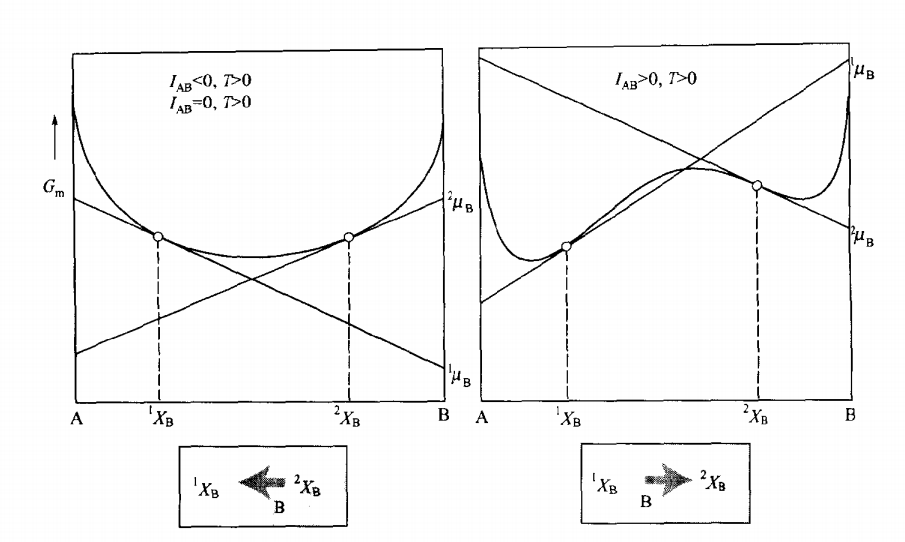 I_AB<0, T>0
I_AB=0, T>0
G_m
²μ_B
¹μ_B
A ¹X_B ²X_B B
¹X_B ²X_B
B
I_AB>0, T>0
¹μ_B
²μ_B
A ¹X_B ²X_B B
¹X_B ²X_B
B